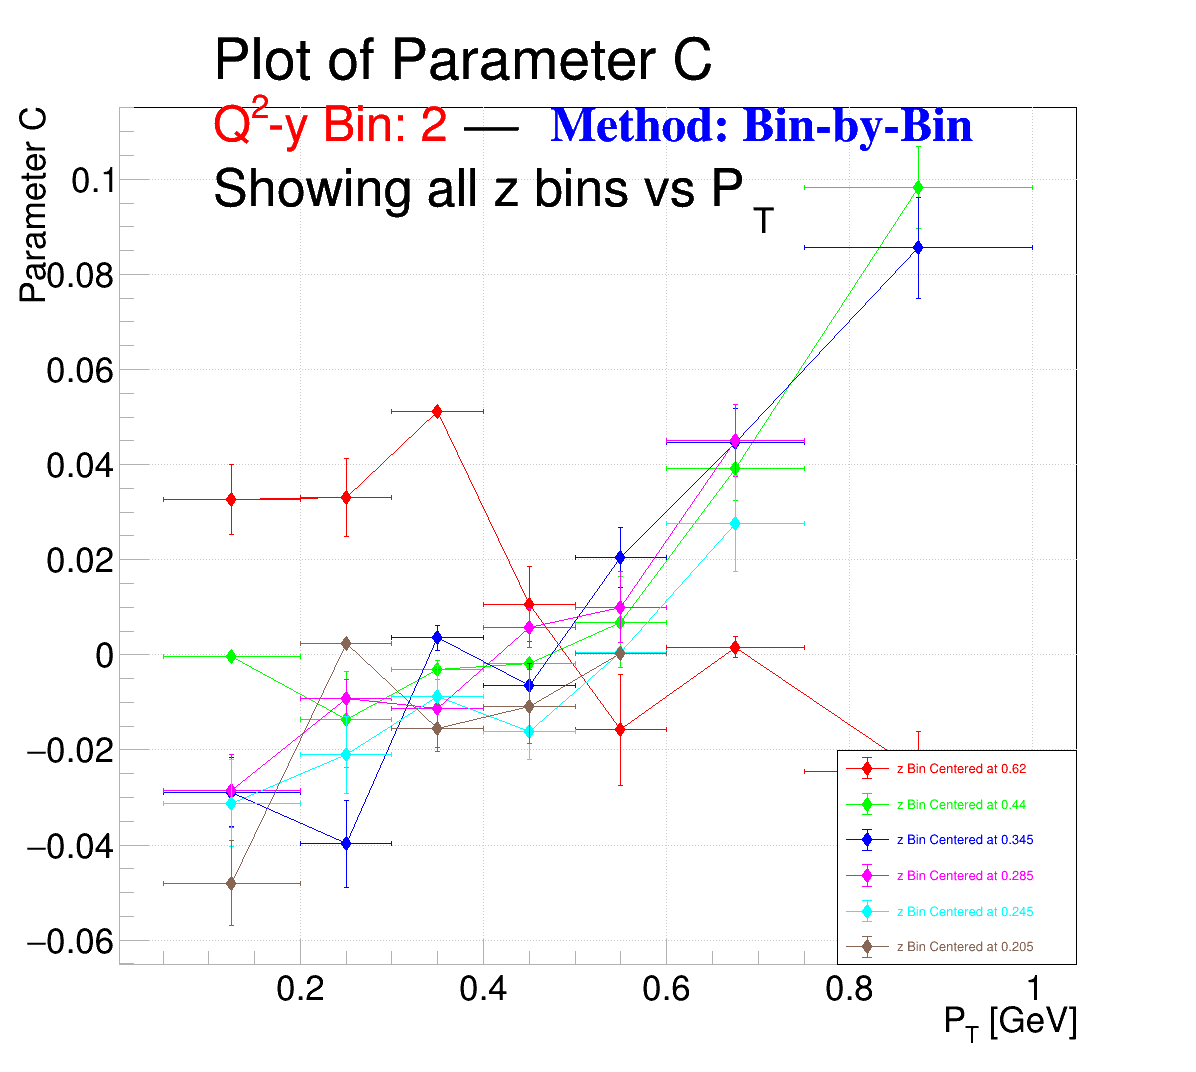 Plot of Parameter C
Q²-y Bin: 2 — Method: Bin-by-Bin
Showing all z bins vs P_T
Parameter C
0.1
0.08
0.06
0.04
0.02
0
−0.02
−0.04
−0.06
z Bin Centered at 0.62
z Bin Centered at 0.44
z Bin Centered at 0.345
z Bin Centered at 0.285
z Bin Centered at 0.245
z Bin Centered at 0.205
0.2 0.4 0.6 0.8 1
P_T [GeV]